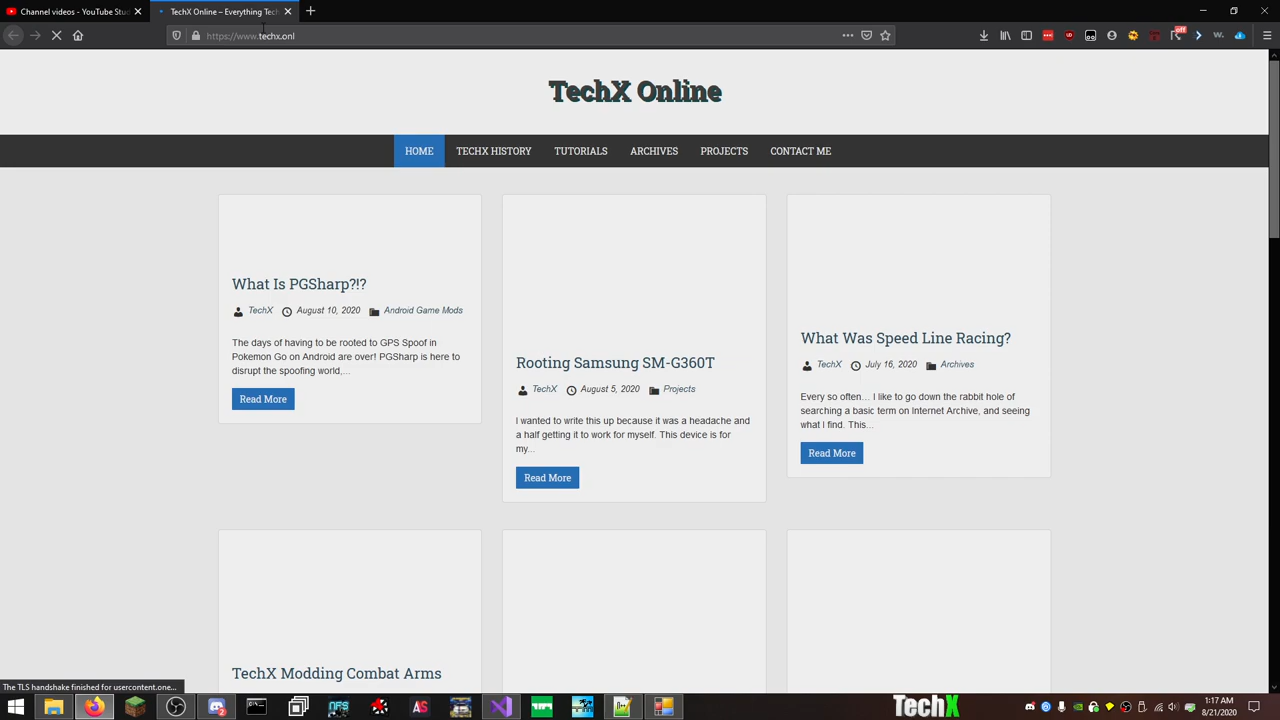 Channel videos - YouTube Stud
TechX Online – Everything Tech
https://www.techx.onl
off
TechX Online
HOME
TECHX HISTORY
TUTORIALS
ARCHIVES
PROJECTS
CONTACT ME
What Is PGSharp?!?
TechX August 10, 2020 Android Game Mods
The days of having to be rooted to GPS Spoof in
Pokemon Go on Android are over! PGSharp is here to
disrupt the spoofing world,...
Read More
Rooting Samsung SM-G360T
TechX August 5, 2020 Projects
I wanted to write this up because it was a headache and
a half getting it to work for myself. This device is for
my...
Read More
What Was Speed Line Racing?
TechX July 16, 2020 Archives
Every so often… I like to go down the rabbit hole of
searching a basic term on Internet Archive, and seeing
what I find. This...
Read More
TechX Modding Combat Arms
The TLS handshake finished for usercontent.one...
NFS
AS
TechX
1:17 AM
8/21/2020